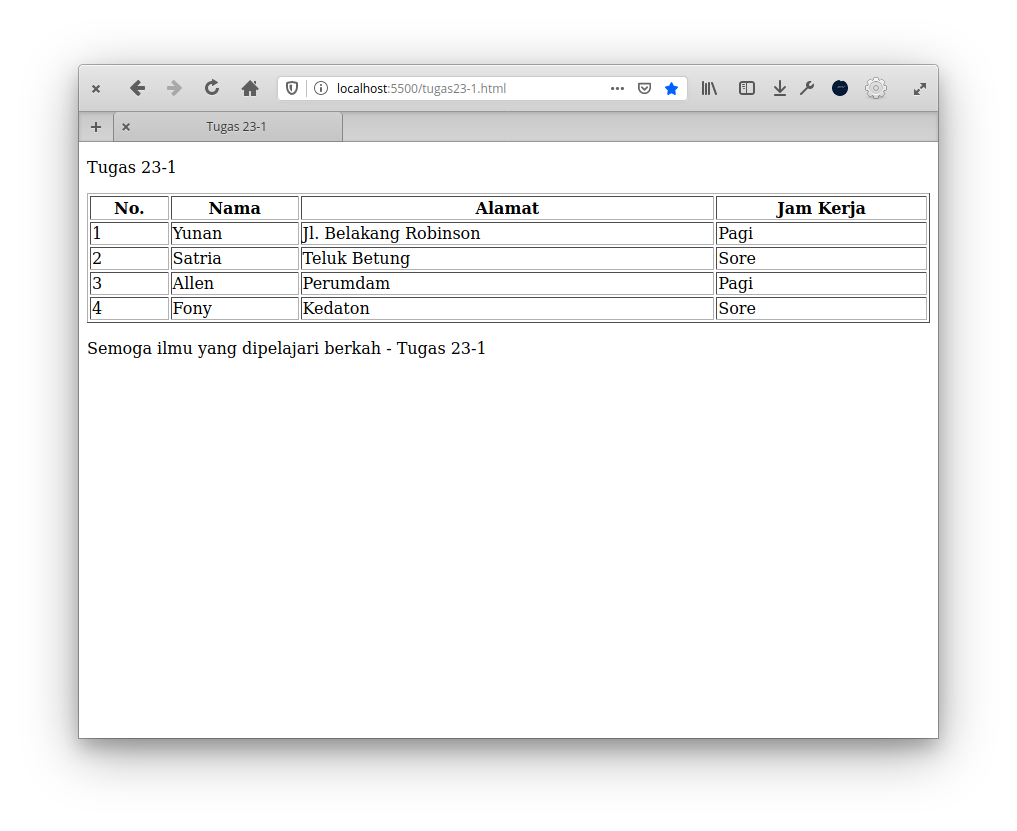 localhost:5500/tugas23-1.html
Tugas 23-1
Tugas 23-1
No. Nama Alamat Jam Kerja
1 Yunan Jl. Belakang Robinson Pagi
2 Satria Teluk Betung Sore
3 Allen Perumdam Pagi
4 Fony Kedaton Sore
Semoga ilmu yang dipelajari berkah - Tugas 23-1